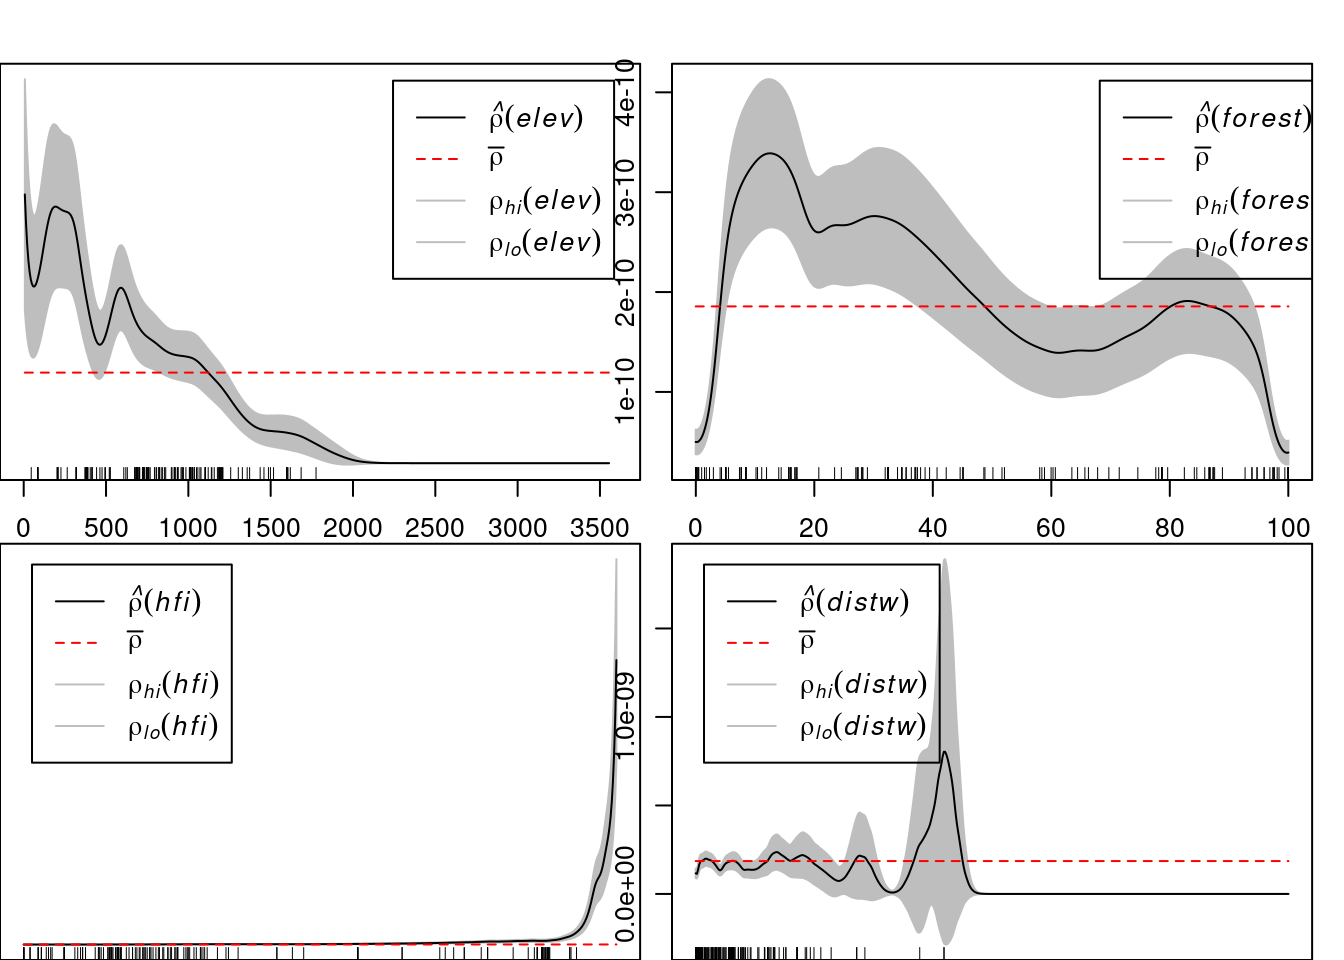 ρ̂(elev)
ρ̄
ρhi(elev)
ρlo(elev)
0 500 1000 1500 2000 2500 3000 3500
1e-10 2e-10 3e-10 4e-10
ρ̂(forest)
ρ̄
ρhi(fores
ρlo(fores
0 20 40 60 80 100
ρ̂(hfi)
ρ̄
ρhi(hfi)
ρlo(hfi)
0.0e+00 1.0e-09
ρ̂(distw)
ρ̄
ρhi(distw)
ρlo(distw)